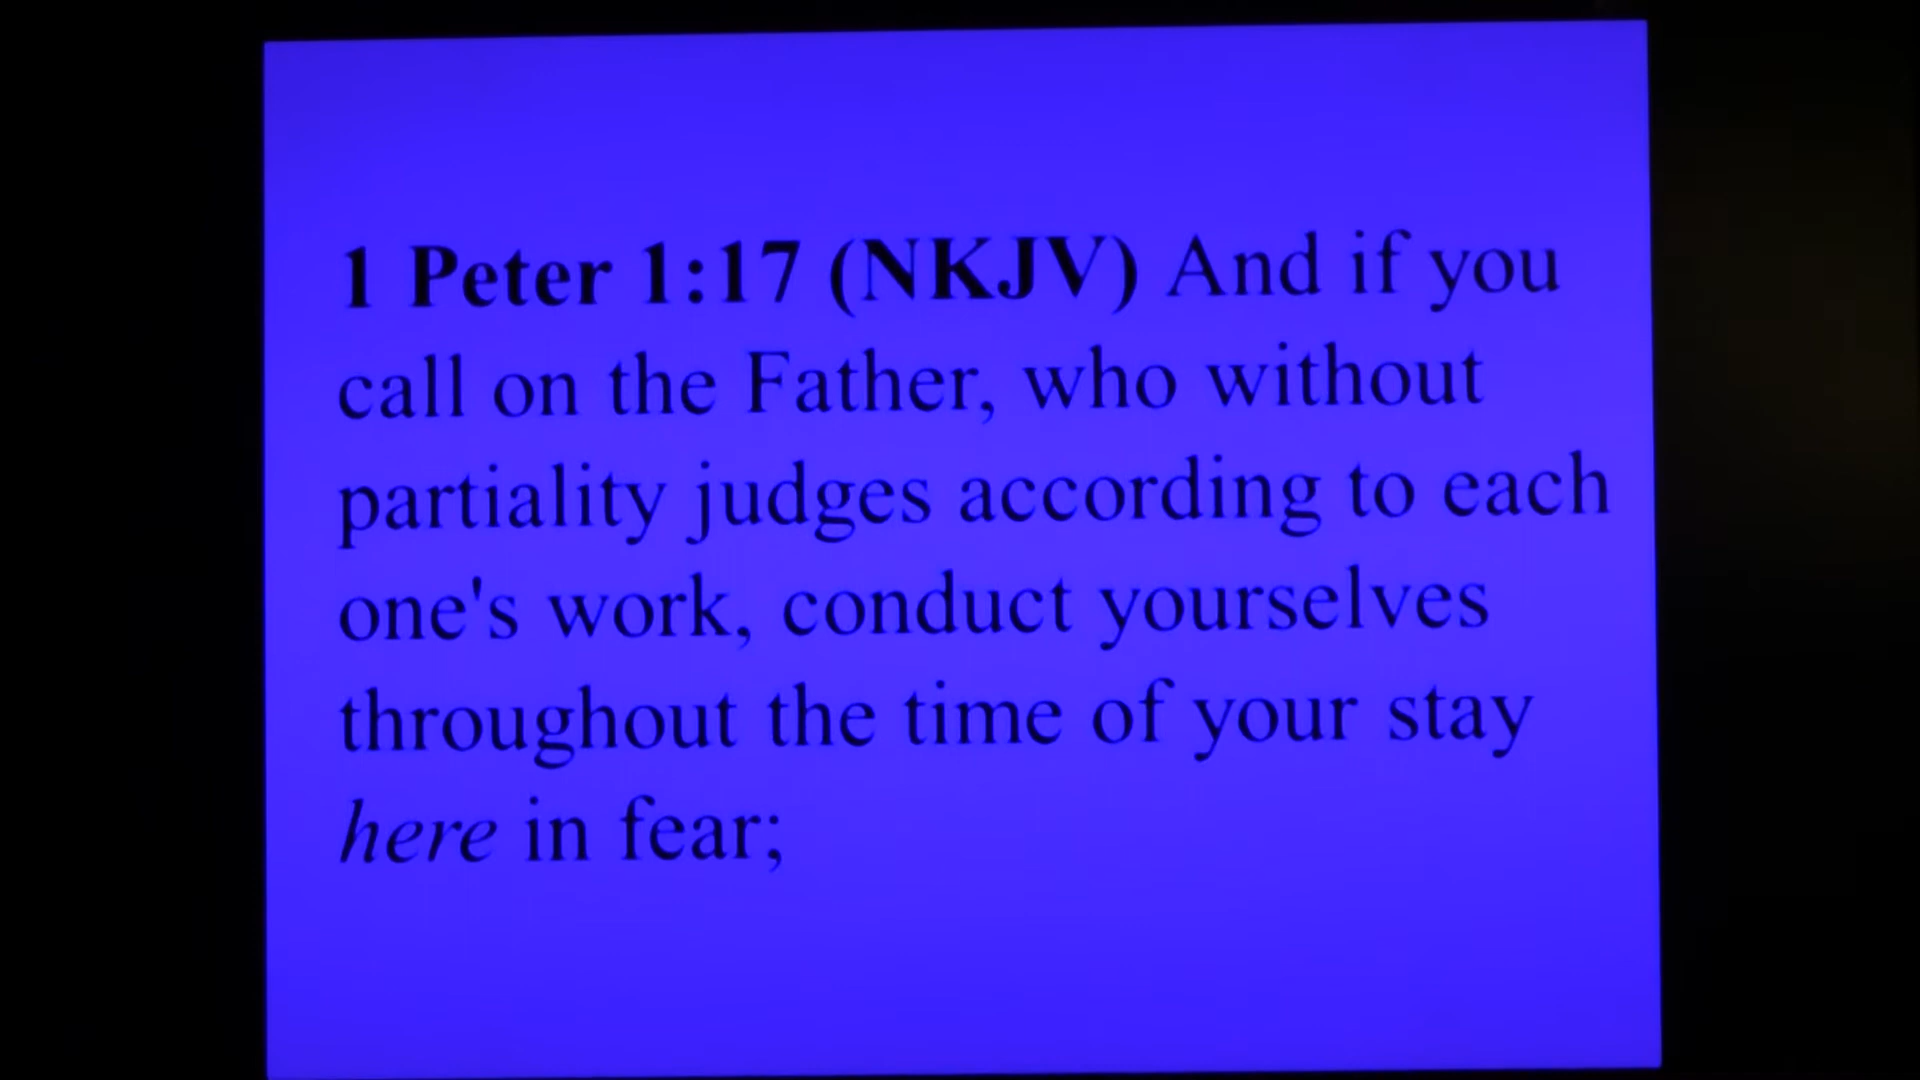 1 Peter 1:17 (NKJV) And if you
call on the Father, who without
partiality judges according to each
one's work, conduct yourselves
throughout the time of your stay
here in fear;